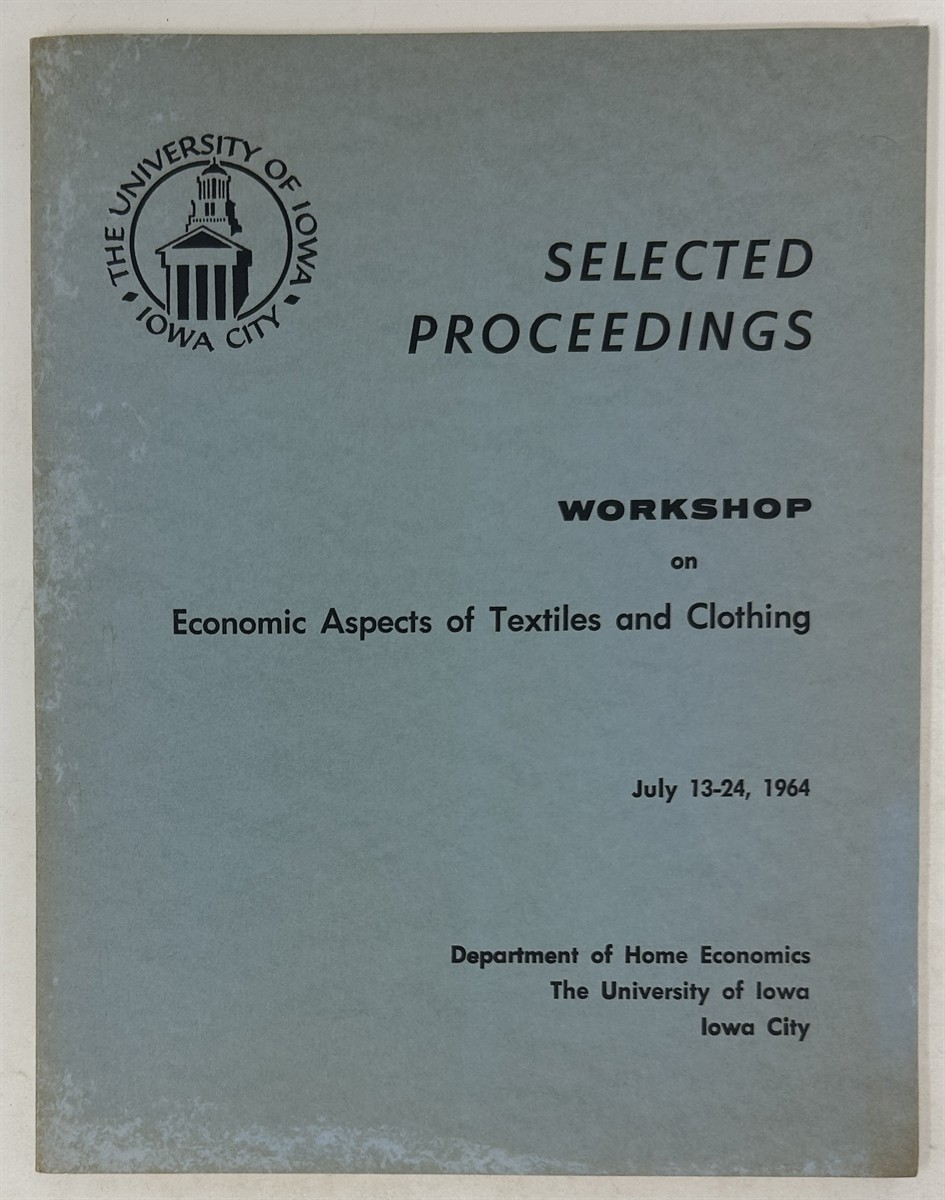 THE UNIVERSITY OF IOWA
• IOWA CITY •
SELECTED
PROCEEDINGS
WORKSHOP
on
Economic Aspects of Textiles and Clothing
July 13-24, 1964
Department of Home Economics
The University of Iowa
Iowa City